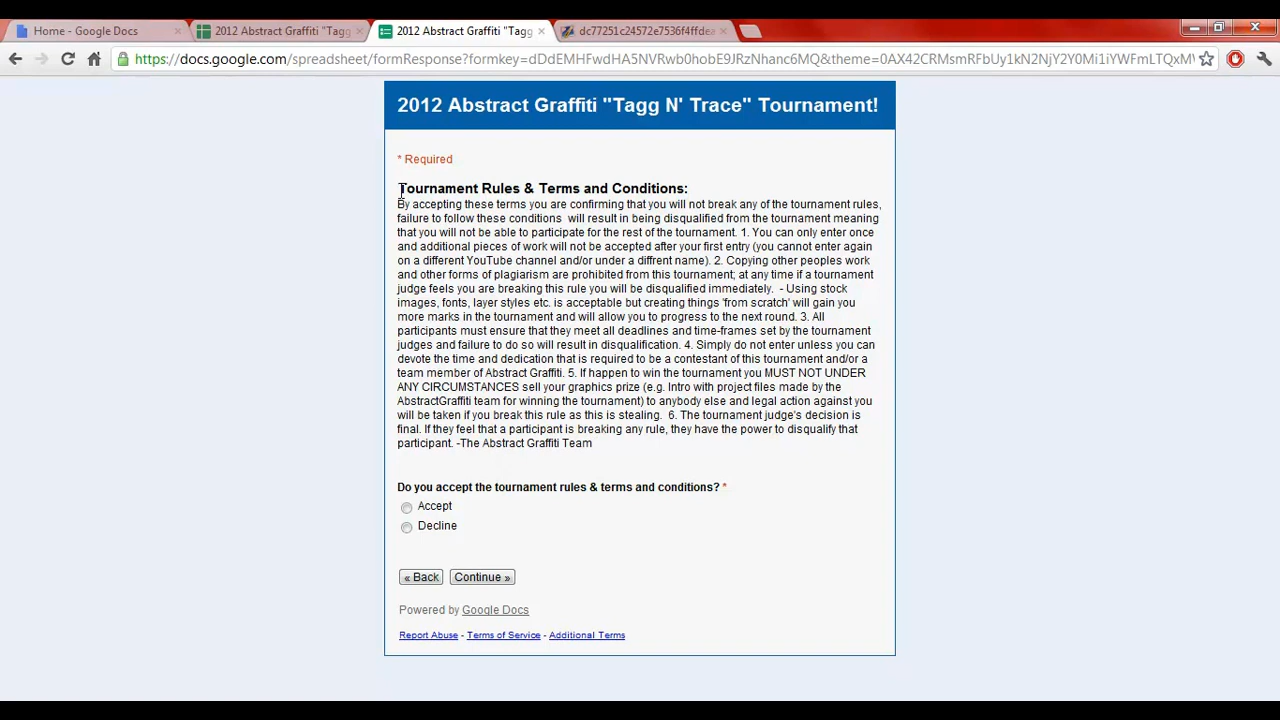 Home - Google Docs
2012 Abstract Graffiti "Tagg
2012 Abstract Graffiti "Tagg
dc77251c24572e7536f4ffdea
https://docs.google.com/spreadsheet/formResponse?formkey=dDdEMHFwdHA5NVRwb0hobE9JRzNhanc6MQ&theme=0AX42CRMsmRFbUy1kN2NjY2Y0Mi1iYWFmLTQxM
2012 Abstract Graffiti "Tagg N' Trace" Tournament!
* Required
Tournament Rules & Terms and Conditions:
By accepting these terms you are confirming that you will not break any of the tournament rules,
failure to follow these conditions  will result in being disqualified from the tournament meaning
that you will not be able to participate for the rest of the tournament. 1. You can only enter once
and additional pieces of work will not be accepted after your first entry (you cannot enter again
on a different YouTube channel and/or under a diffrent name). 2. Copying other peoples work
and other forms of plagiarism are prohibited from this tournament; at any time if a tournament
judge feels you are breaking this rule you will be disqualified immediately.  - Using stock
images, fonts, layer styles etc. is acceptable but creating things 'from scratch' will gain you
more marks in the tournament and will allow you to progress to the next round. 3. All
participants must ensure that they meet all deadlines and time-frames set by the tournament
judges and failure to do so will result in disqualification. 4. Simply do not enter unless you can
devote the time and dedication that is required to be a contestant of this tournament and/or a
team member of Abstract Graffiti. 5. If happen to win the tournament you MUST NOT UNDER
ANY CIRCUMSTANCES sell your graphics prize (e.g. Intro with project files made by the
AbstractGraffiti team for winning the tournament) to anybody else and legal action against you
will be taken if you break this rule as this is stealing.  6. The tournament judge's decision is
final. If they feel that a participant is breaking any rule, they have the power to disqualify that
participant. -The Abstract Graffiti Team
Do you accept the tournament rules & terms and conditions? *
Accept
Decline
« Back Continue »
Powered by Google Docs
Report Abuse - Terms of Service - Additional Terms